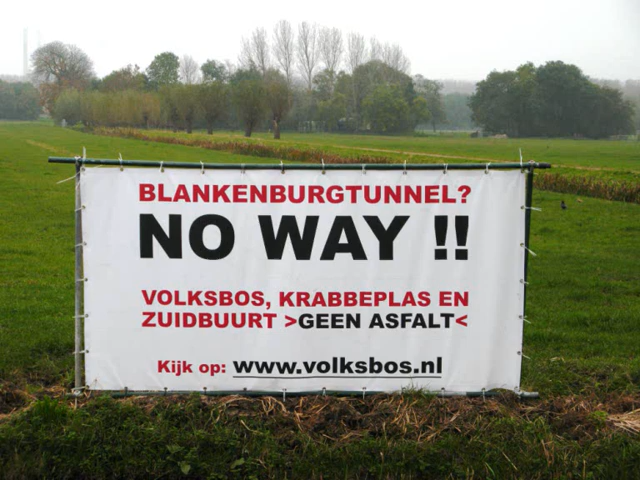 BLANKENBURGTUNNEL?
NO WAY !!
VOLKSBOS, KRABBEPLAS EN
ZUIDBUURT >GEEN ASFALT<
Kijk op: www.volksbos.nl